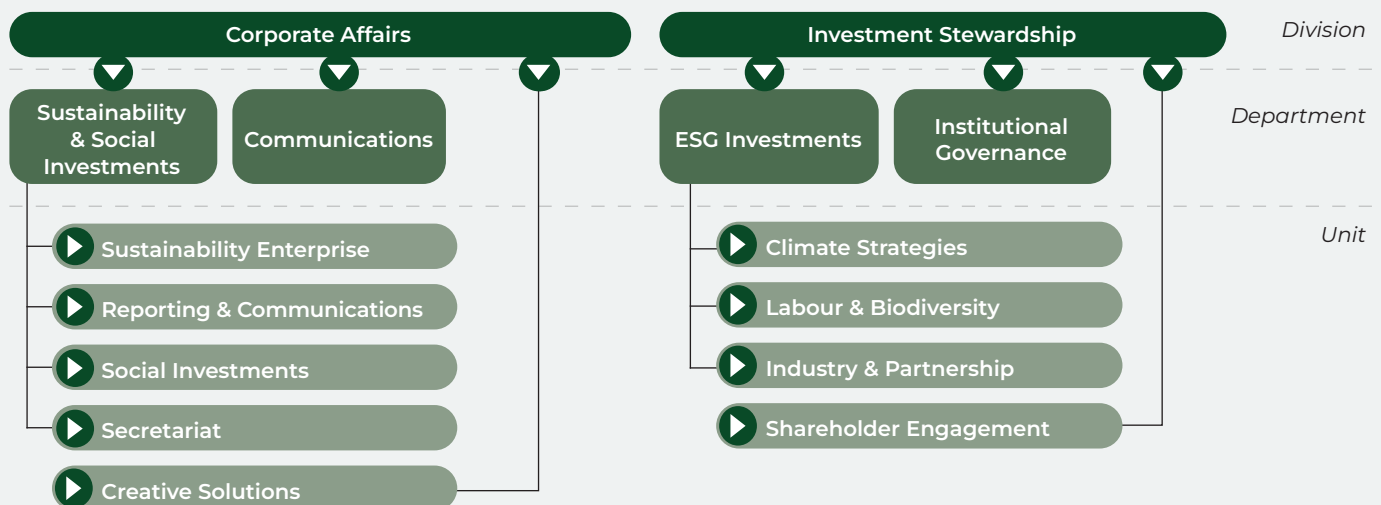 Corporate Affairs
Investment Stewardship
Division
Sustainability
& Social
Investments
Communications
ESG Investments
Institutional
Governance
Department
Unit
Sustainability Enterprise
Reporting & Communications
Social Investments
Secretariat
Creative Solutions
Climate Strategies
Labour & Biodiversity
Industry & Partnership
Shareholder Engagement